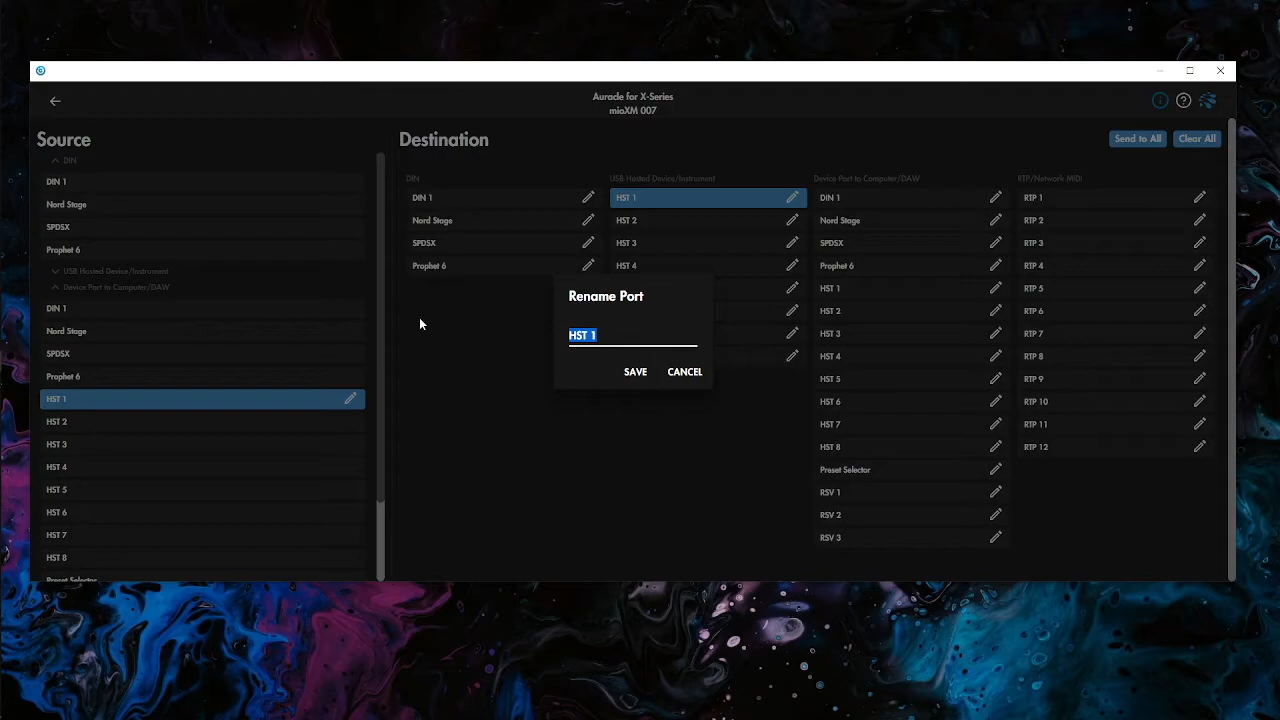 Auracle for X-Series
mioXM 007
Source
Destination
Send to All
Clear All
DIN
DIN 1
Nord Stage
SPDSX
Prophet 6
USB Hosted Device/Instrument
Device Port to Computer/DAW
DIN 1
Nord Stage
SPDSX
Prophet 6
HST 1
HST 2
HST 3
HST 4
HST 5
HST 6
HST 7
HST 8
Preset Selector
DIN
DIN 1
Nord Stage
SPDSX
Prophet 6
USB Hosted Device/Instrument
HST 1
HST 2
HST 3
HST 4
Device Port to Computer/DAW
DIN 1
Nord Stage
SPDSX
Prophet 6
HST 1
HST 2
HST 3
HST 4
HST 5
HST 6
HST 7
HST 8
Preset Selector
RSV 1
RSV 2
RSV 3
RTP/Network MIDI
RTP 1
RTP 2
RTP 3
RTP 4
RTP 5
RTP 6
RTP 7
RTP 8
RTP 9
RTP 10
RTP 11
RTP 12
Rename Port
HST 1
SAVE
CANCEL